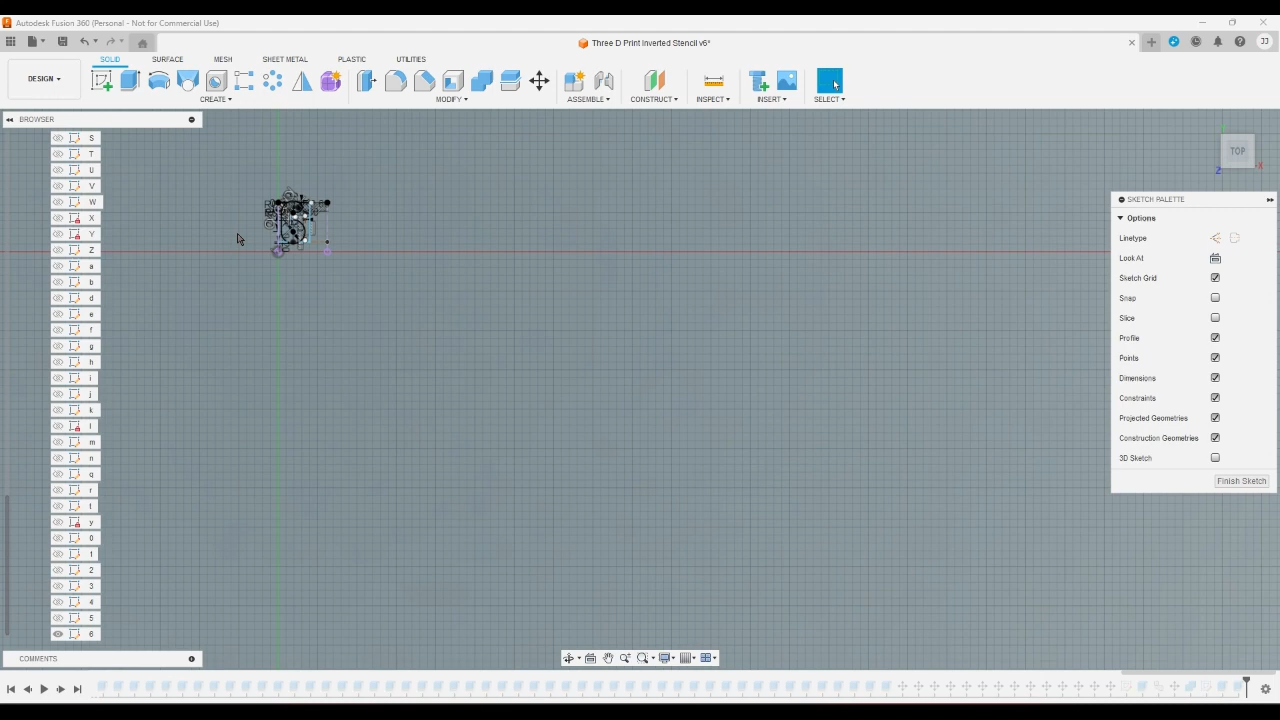 Autodesk Fusion 360 (Personal - Not for Commercial Use)
Three D Print Inverted Stencil v6*
JJ
DESIGN
SOLID SURFACE MESH SHEET METAL PLASTIC UTILITIES
CREATE MODIFY ASSEMBLE CONSTRUCT INSPECT INSERT SELECT
BROWSER
S
T
U
V
W
X
Y
Z
a
b
d
e
f
g
h
i
j
k
l
m
n
q
r
t
y
0
1
2
3
4
5
6
TOP
Z
X
SKETCH PALETTE
Options
Linetype
Look At
Sketch Grid
Snap
Slice
Profile
Points
Dimensions
Constraints
Projected Geometries
Construction Geometries
3D Sketch
Finish Sketch
COMMENTS